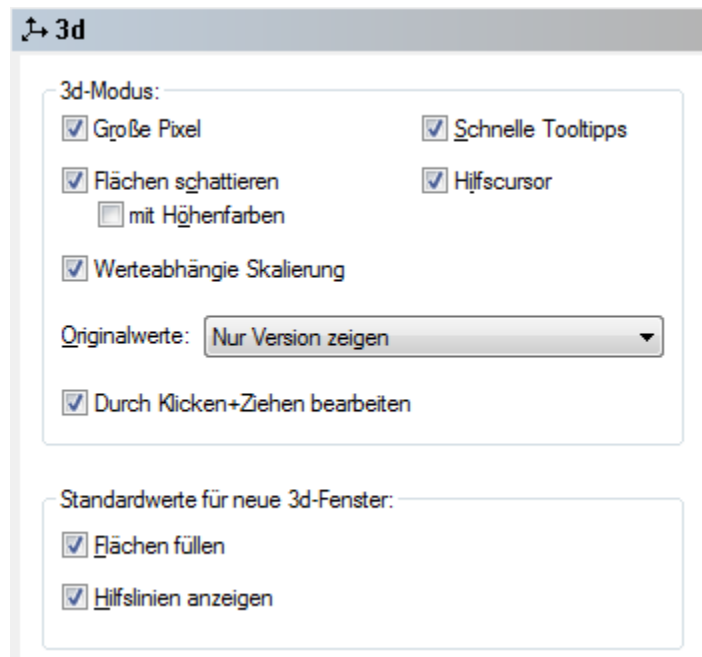 3d
3d-Modus:
Große Pixel
Schnelle Tooltipps
Flächen schattieren
Hilfscursor
mit Höhenfarben
Werteabhängie Skalierung
Originalwerte: Nur Version zeigen
Durch Klicken+Ziehen bearbeiten
Standardwerte für neue 3d-Fenster:
Flächen füllen
Hilfslinien anzeigen